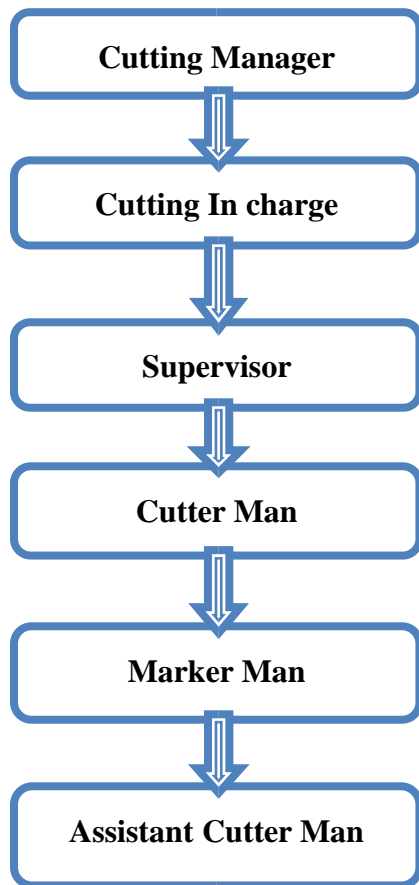 Cutting Manager
Cutting In charge
Supervisor
Cutter Man
Marker Man
Assistant Cutter Man